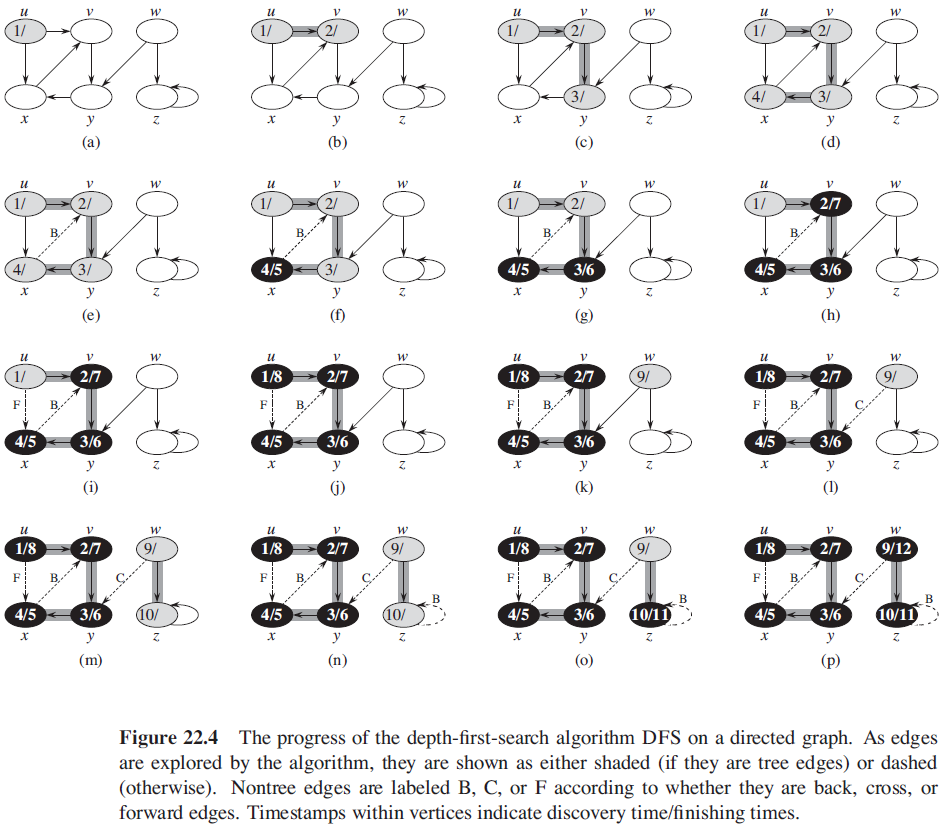 u v w u v w u v w u v w
1/ 1/ 2/ 1/ 2/ 1/ 2/
3/ 4/ 3/
x y z x y z x y z x y z
(a) (b) (c) (d)
u v w u v w u v w u v w
1/ 2/ 1/ 2/ 1/ 2/ 1/ 2/7
B B B B
4/ 3/ 4/5 3/ 4/5 3/6 4/5 3/6
x y z x y z x y z x y z
(e) (f) (g) (h)
u v w u v w u v w u v w
1/ 2/7 1/8 2/7 1/8 2/7 9/ 1/8 2/7 9/
F B F B F B F B C
4/5 3/6 4/5 3/6 4/5 3/6 4/5 3/6
x y z x y z x y z x y z
(i) (j) (k) (l)
u v w u v w u v w u v w
1/8 2/7 9/ 1/8 2/7 9/ 1/8 2/7 9/ 1/8 2/7 9/12
F B C F B C B F B C B F B C B
4/5 3/6 10/ 4/5 3/6 10/ 4/5 3/6 10/11 4/5 3/6 10/11
x y z x y z x y z x y z
(m) (n) (o) (p)
Figure 22.4 The progress of the depth-first-search algorithm DFS on a directed graph. As edges
are explored by the algorithm, they are shown as either shaded (if they are tree edges) or dashed
(otherwise). Nontree edges are labeled B, C, or F according to whether they are back, cross, or
forward edges. Timestamps within vertices indicate discovery time/finishing times.